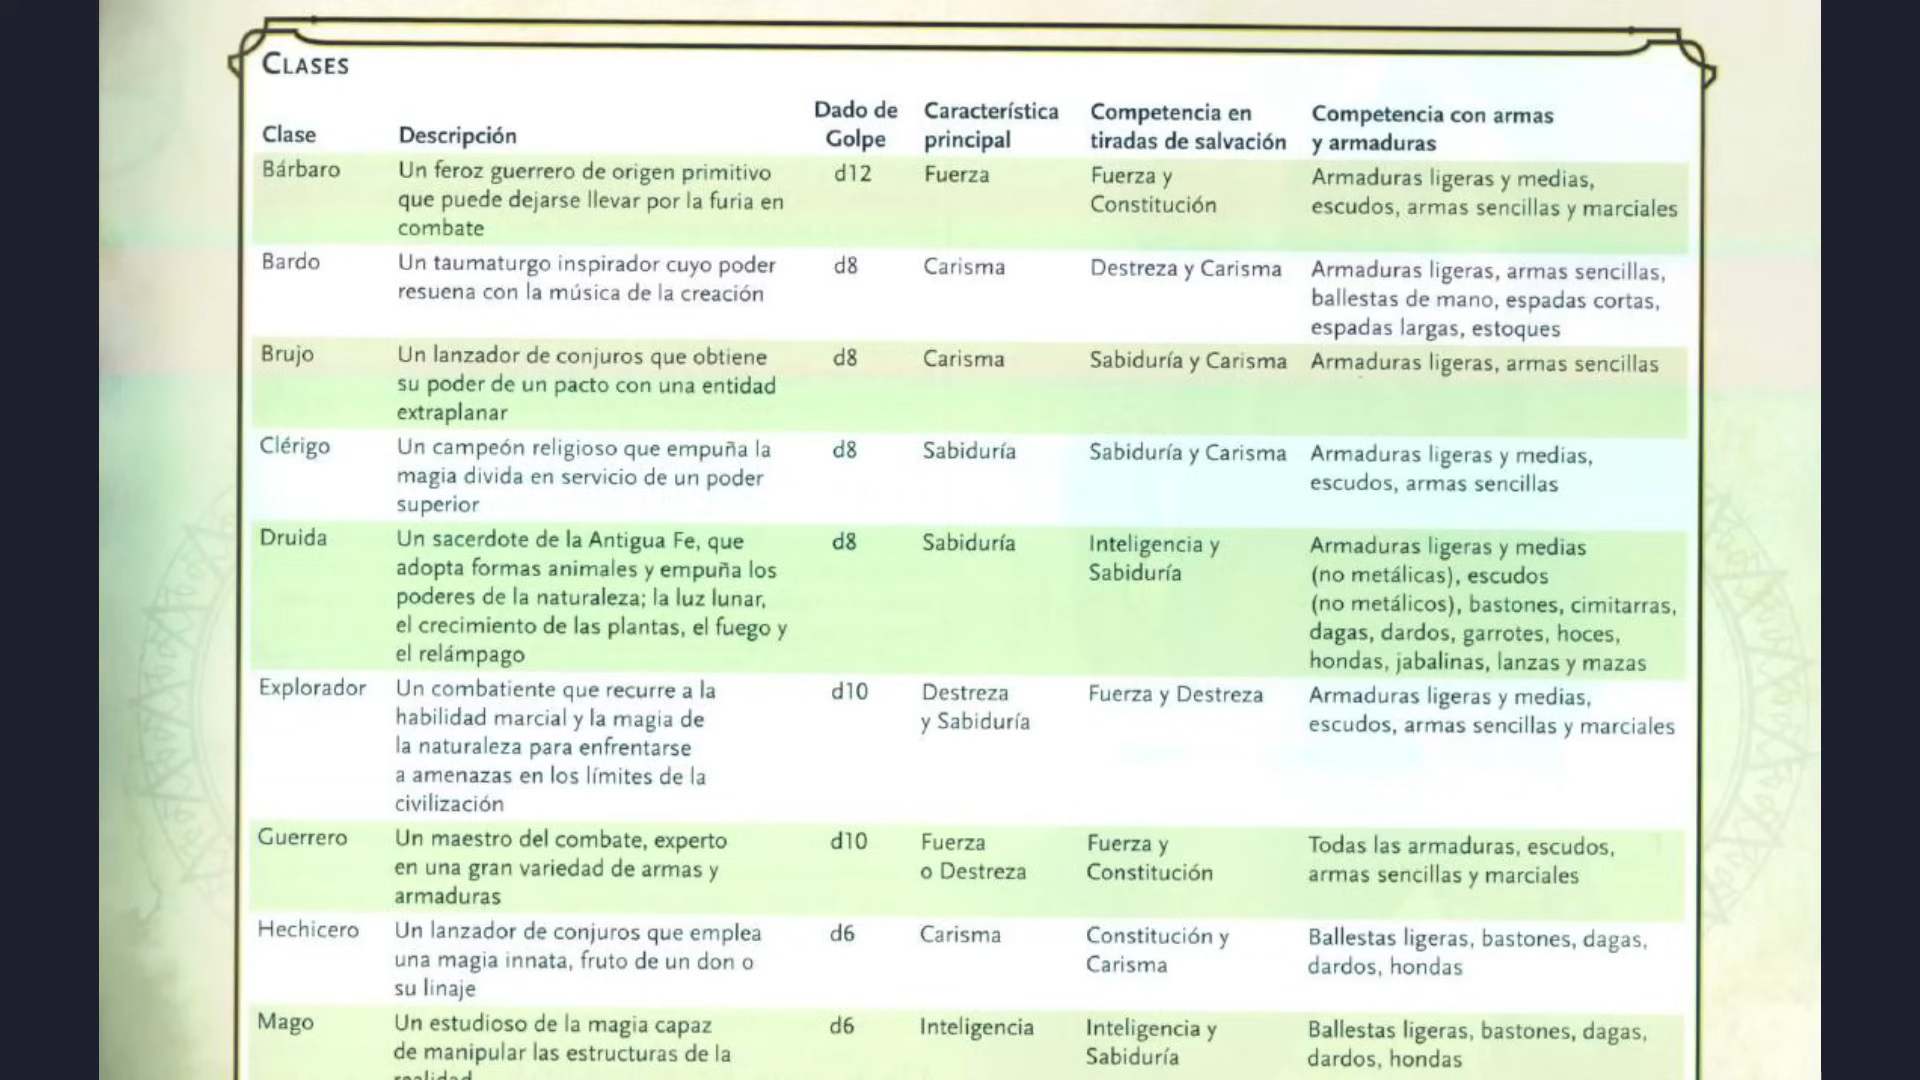 CLASES
Clase Descripción Dado de Golpe Característica principal Competencia en tiradas de salvación Competencia con armas y armaduras
Bárbaro Un feroz guerrero de origen primitivo d12 Fuerza Fuerza y Armaduras ligeras y medias,
que puede dejarse llevar por la furia en Constitución escudos, armas sencillas y marciales
combate
Bardo Un taumaturgo inspirador cuyo poder d8 Carisma Destreza y Carisma Armaduras ligeras, armas sencillas,
resuena con la música de la creación ballestas de mano, espadas cortas,
espadas largas, estoques
Brujo Un lanzador de conjuros que obtiene d8 Carisma Sabiduría y Carisma Armaduras ligeras, armas sencillas
su poder de un pacto con una entidad
extraplanar
Clérigo Un campeón religioso que empuña la d8 Sabiduría Sabiduría y Carisma Armaduras ligeras y medias,
magia divida en servicio de un poder escudos, armas sencillas
superior
Druida Un sacerdote de la Antigua Fe, que d8 Sabiduría Inteligencia y Armaduras ligeras y medias
adopta formas animales y empuña los Sabiduría (no metálicas), escudos
poderes de la naturaleza; la luz lunar, (no metálicos), bastones, cimitarras,
el crecimiento de las plantas, el fuego y dagas, dardos, garrotes, hoces,
el relámpago hondas, jabalinas, lanzas y mazas
Explorador Un combatiente que recurre a la d10 Destreza Fuerza y Destreza Armaduras ligeras y medias,
habilidad marcial y la magia de y Sabiduría escudos, armas sencillas y marciales
la naturaleza para enfrentarse
a amenazas en los límites de la
civilización
Guerrero Un maestro del combate, experto d10 Fuerza Fuerza y Todas las armaduras, escudos,
en una gran variedad de armas y o Destreza Constitución armas sencillas y marciales
armaduras
Hechicero Un lanzador de conjuros que emplea d6 Carisma Constitución y Ballestas ligeras, bastones, dagas,
una magia innata, fruto de un don o Carisma dardos, hondas
su linaje
Mago Un estudioso de la magia capaz d6 Inteligencia Inteligencia y Ballestas ligeras, bastones, dagas,
de manipular las estructuras de la Sabiduría dardos, hondas
realidad